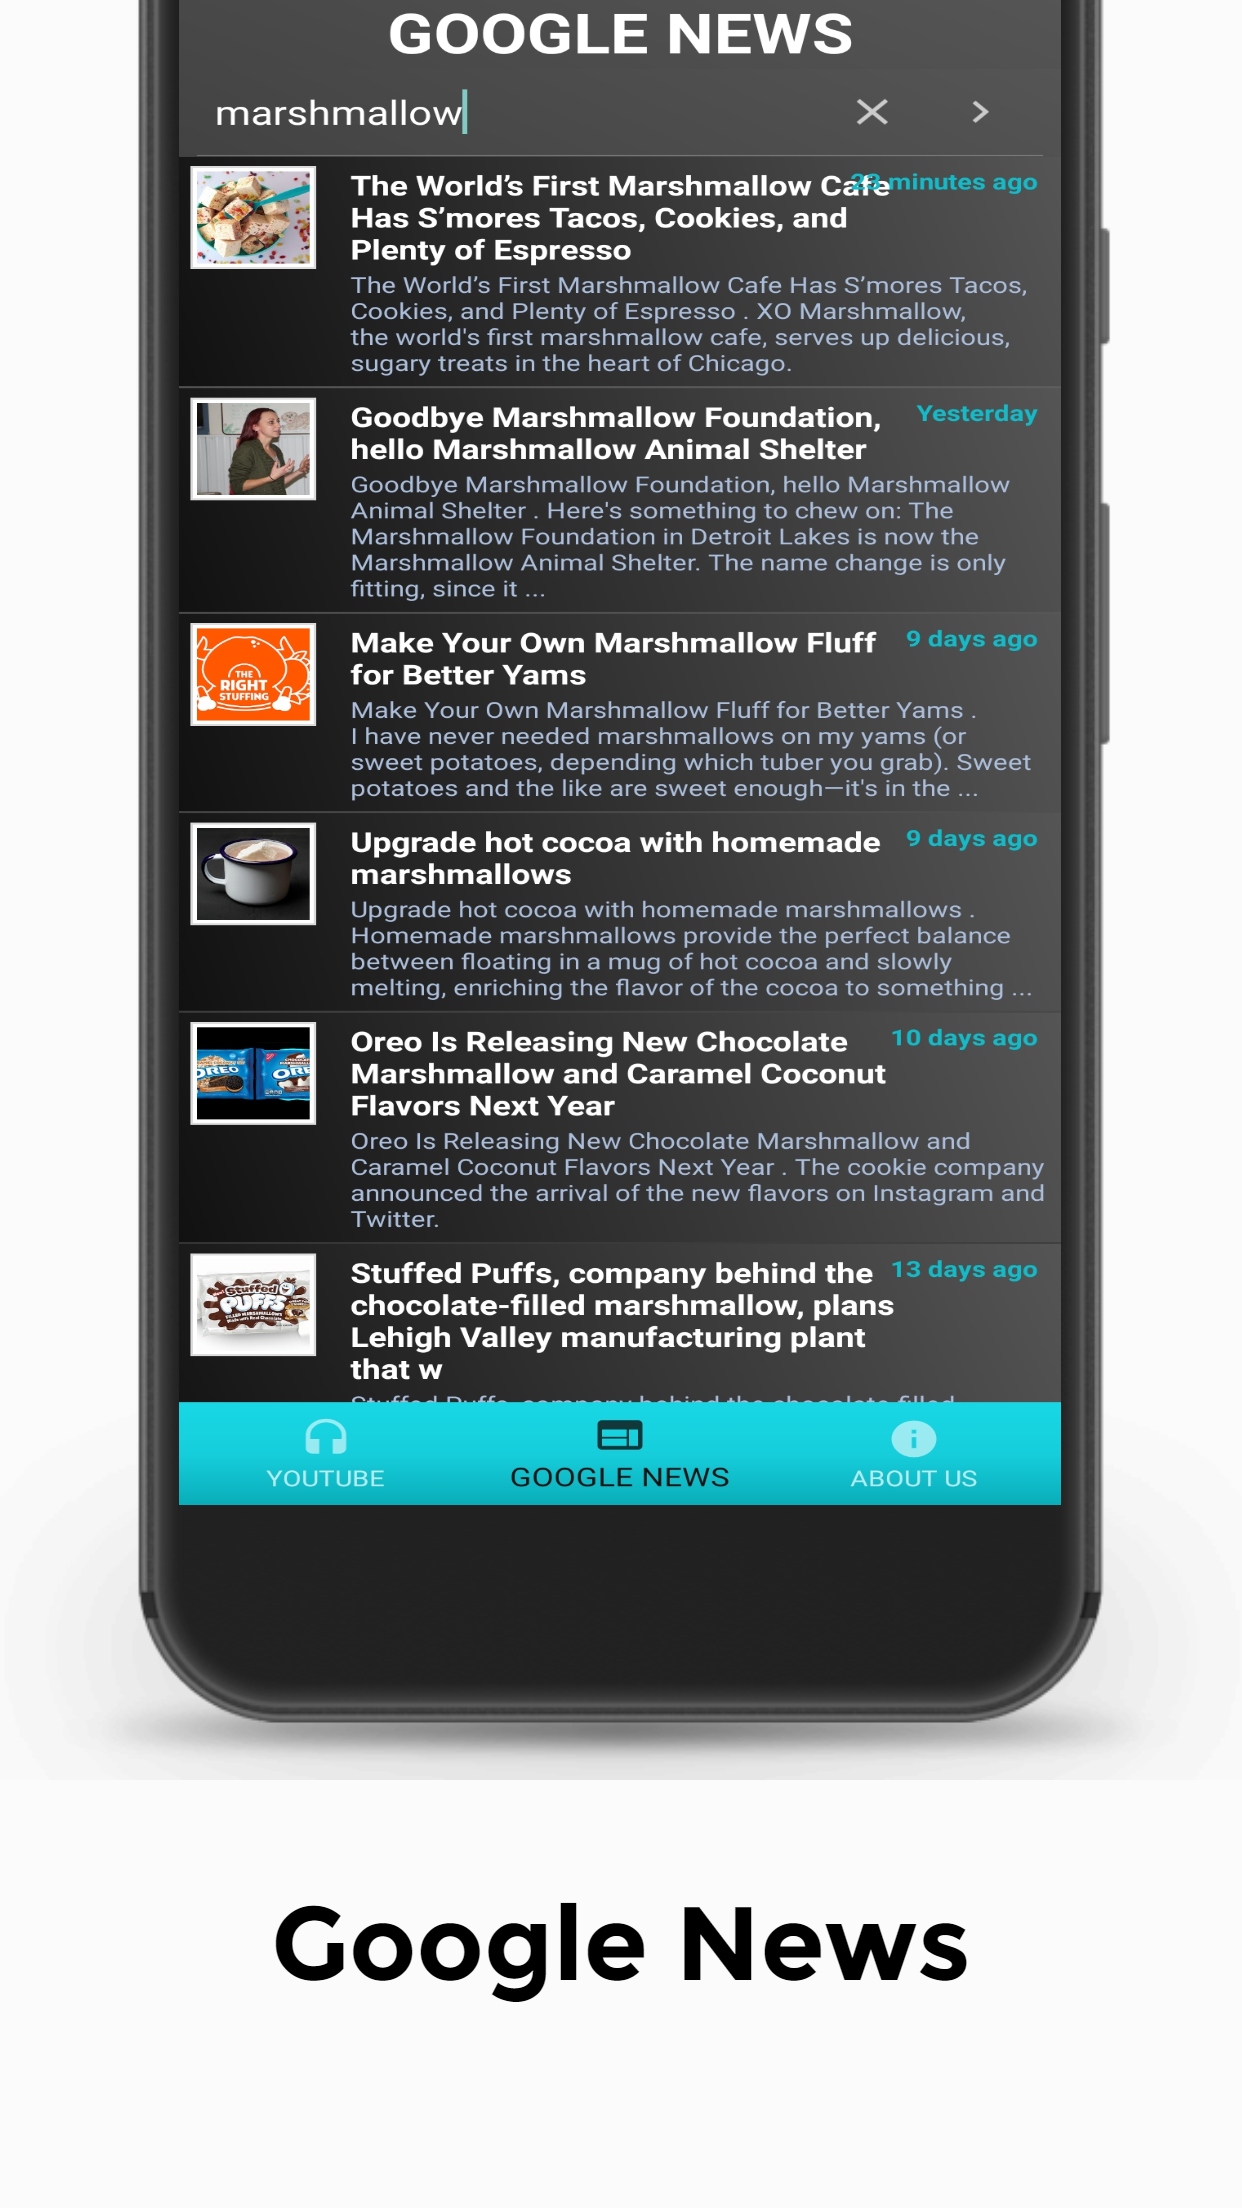 GOOGLE NEWS
marshmallow
The World’s First Marshmallow Cafe
23 minutes ago
Has S’mores Tacos, Cookies, and
Plenty of Espresso
The World’s First Marshmallow Cafe Has S’mores Tacos,
Cookies, and Plenty of Espresso . XO Marshmallow,
the world's first marshmallow cafe, serves up delicious,
sugary treats in the heart of Chicago.
Goodbye Marshmallow Foundation,
Yesterday
hello Marshmallow Animal Shelter
Goodbye Marshmallow Foundation, hello Marshmallow
Animal Shelter . Here's something to chew on: The
Marshmallow Foundation in Detroit Lakes is now the
Marshmallow Animal Shelter. The name change is only
fitting, since it ...
THE
RIGHT
STUFFING
Make Your Own Marshmallow Fluff
9 days ago
for Better Yams
Make Your Own Marshmallow Fluff for Better Yams .
I have never needed marshmallows on my yams (or
sweet potatoes, depending which tuber you grab). Sweet
potatoes and the like are sweet enough—it's in the ...
Upgrade hot cocoa with homemade
9 days ago
marshmallows
Upgrade hot cocoa with homemade marshmallows .
Homemade marshmallows provide the perfect balance
between floating in a mug of hot cocoa and slowly
melting, enriching the flavor of the cocoa to something ...
OREO
ORE
Oreo Is Releasing New Chocolate
10 days ago
Marshmallow and Caramel Coconut
Flavors Next Year
Oreo Is Releasing New Chocolate Marshmallow and
Caramel Coconut Flavors Next Year . The cookie company
announced the arrival of the new flavors on Instagram and
Twitter.
Stuffed
PUFFS
Stuffed Puffs, company behind the
13 days ago
chocolate-filled marshmallow, plans
Lehigh Valley manufacturing plant
that w
Stuffed Puffs, company behind the chocolate-filled
YOUTUBE
GOOGLE NEWS
ABOUT US
Google News